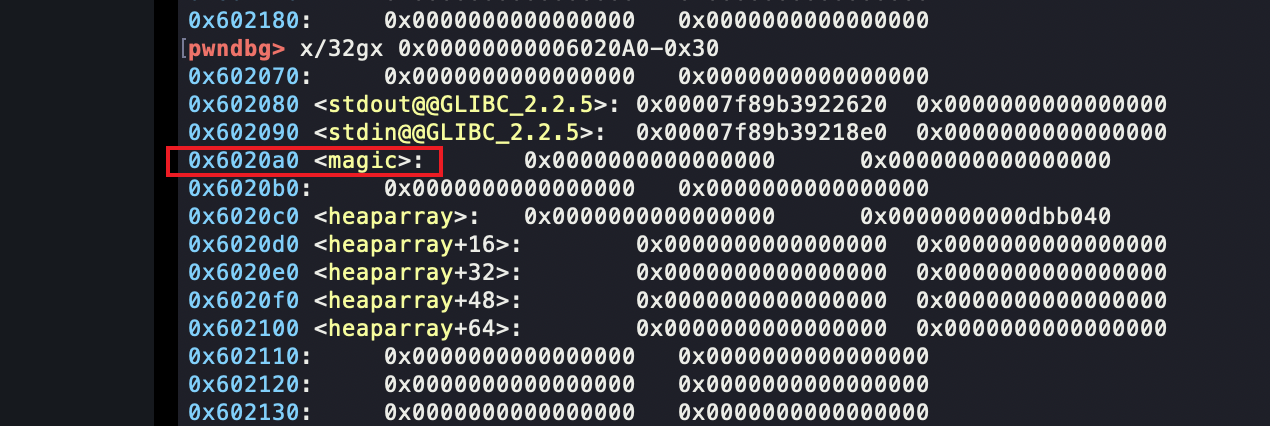 0x602180: 0x0000000000000000 0x0000000000000000
[pwndbg> x/32gx 0x00000000006020A0-0x30
0x602070: 0x0000000000000000 0x0000000000000000
0x602080 <stdout@@GLIBC_2.2.5>: 0x00007f89b3922620 0x0000000000000000
0x602090 <stdin@@GLIBC_2.2.5>: 0x00007f89b39218e0 0x0000000000000000
0x6020a0 <magic>: 0x0000000000000000 0x0000000000000000
0x6020b0: 0x0000000000000000 0x0000000000000000
0x6020c0 <heaparray>: 0x0000000000000000 0x0000000000dbb040
0x6020d0 <heaparray+16>: 0x0000000000000000 0x0000000000000000
0x6020e0 <heaparray+32>: 0x0000000000000000 0x0000000000000000
0x6020f0 <heaparray+48>: 0x0000000000000000 0x0000000000000000
0x602100 <heaparray+64>: 0x0000000000000000 0x0000000000000000
0x602110: 0x0000000000000000 0x0000000000000000
0x602120: 0x0000000000000000 0x0000000000000000
0x602130: 0x0000000000000000 0x0000000000000000